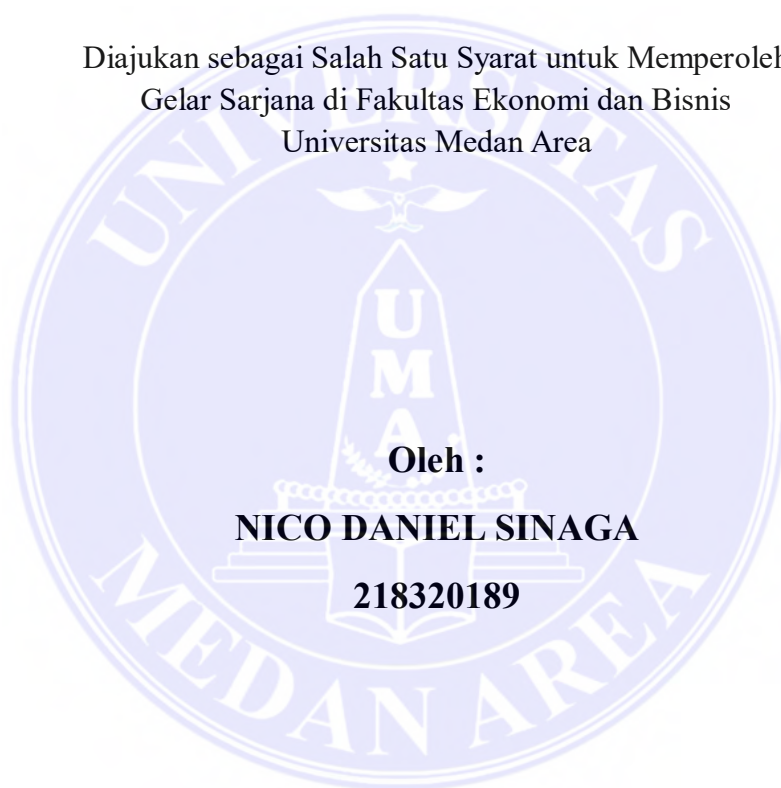 Diajukan sebagai Salah Satu Syarat untuk Memperoleh
Gelar Sarjana di Fakultas Ekonomi dan Bisnis
Universitas Medan Area
UNIVERSITAS
U
M
A
Oleh :
NICO DANIEL SINAGA
218320189
MEDAN AREA